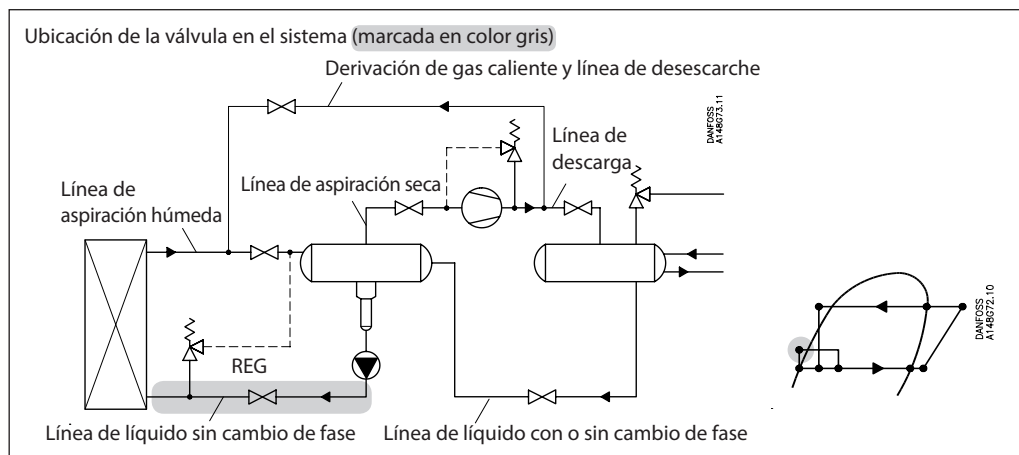 Ubicación de la válvula en el sistema (marcada en color gris)
Derivación de gas caliente y línea de desescarche
DANFOSS
A148G73.11
Línea de
descarga
Línea de aspiración seca
Línea de
aspiración húmeda
DANFOSS
A148G72.10
REG
Línea de líquido sin cambio de fase
Línea de líquido con o sin cambio de fase